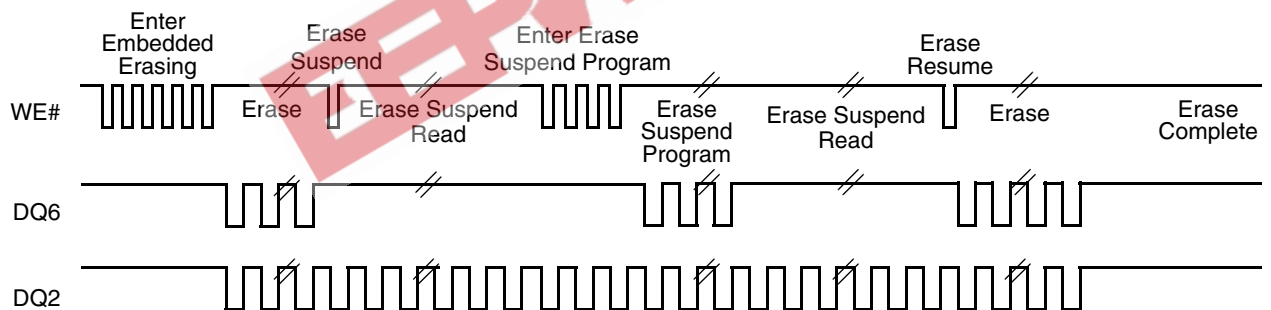 Enter
Embedded
Erasing
Erase
Suspend
Enter Erase
Suspend Program
Erase
Resume
WE#
Erase
Erase Suspend
Read
Erase
Suspend
Program
Erase Suspend
Read
Erase
Erase
Complete
DQ6
DQ2